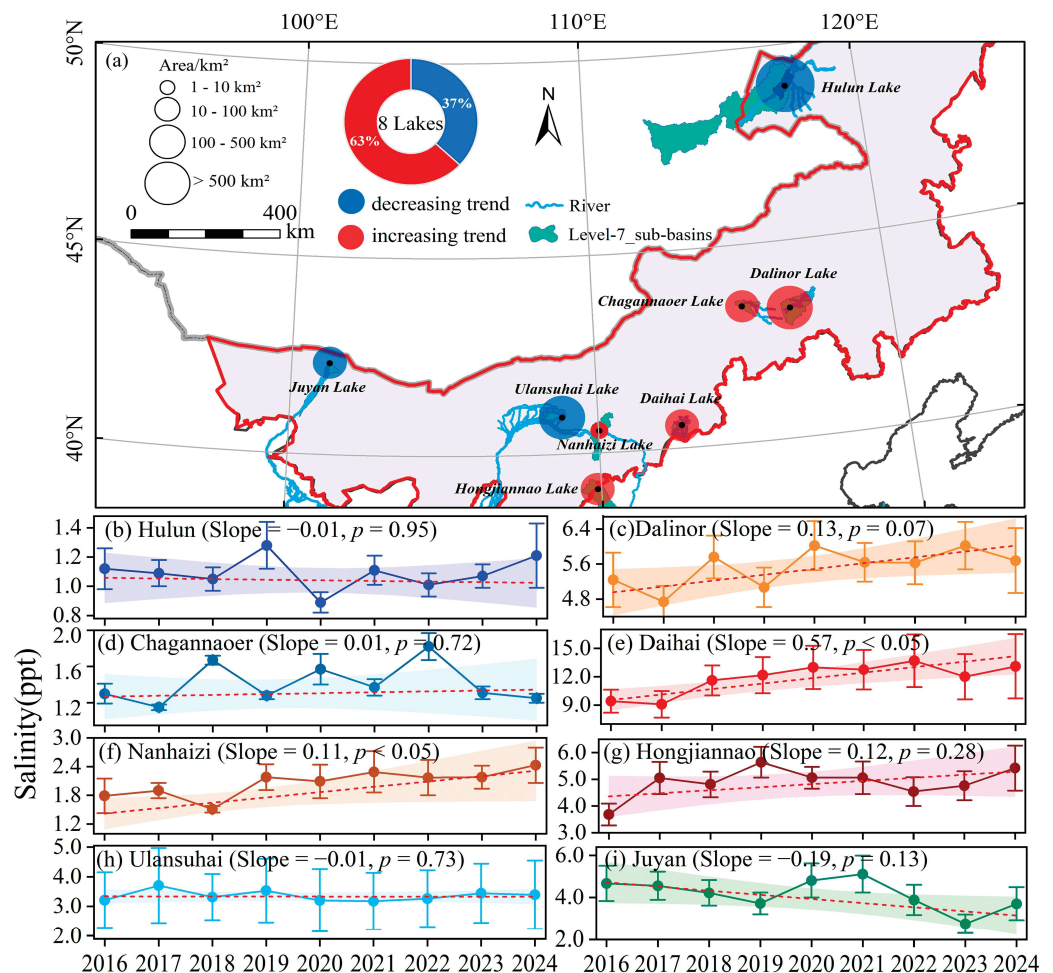 100°E 110°E 120°E
50°N
45°N
40°N
(a)
Area/km²
1 - 10 km²
10 - 100 km²
100 - 500 km²
> 500 km²
0 400
km
37%
8 Lakes
63%
N
decreasing trend
increasing trend
River
Level-7_sub-basins
Hulun Lake
Dalinor Lake
Chagannaoer Lake
Juyan Lake
Ulansuhai Lake
Daihai Lake
Nanhaizi Lake
Hongjiannao Lake
Salinity(ppt)
(b) Hulun (Slope = −0.01, p = 0.95)
1.4
1.2
1.0
0.8
(c)Dalinor (Slope = 0.13, p = 0.07)
6.4
5.6
4.8
(d) Chagannaoer (Slope = 0.01, p = 0.72)
2.0
1.6
1.2
(e) Daihai (Slope = 0.57, p < 0.05)
15.0
12.0
9.0
(f) Nanhaizi (Slope = 0.11, p < 0.05)
3.0
2.4
1.8
1.2
(g) Hongjiannao(Slope = 0.12, p = 0.28)
6.0
5.0
4.0
3.0
(h) Ulansuhai (Slope = −0.01, p = 0.73)
5.0
4.0
3.0
2.0
(i) Juyan (Slope = −0.19, p = 0.13)
6.0
4.0
2.0
2016 2017 2018 2019 2020 2021 2022 2023 2024
2016 2017 2018 2019 2020 2021 2022 2023 2024